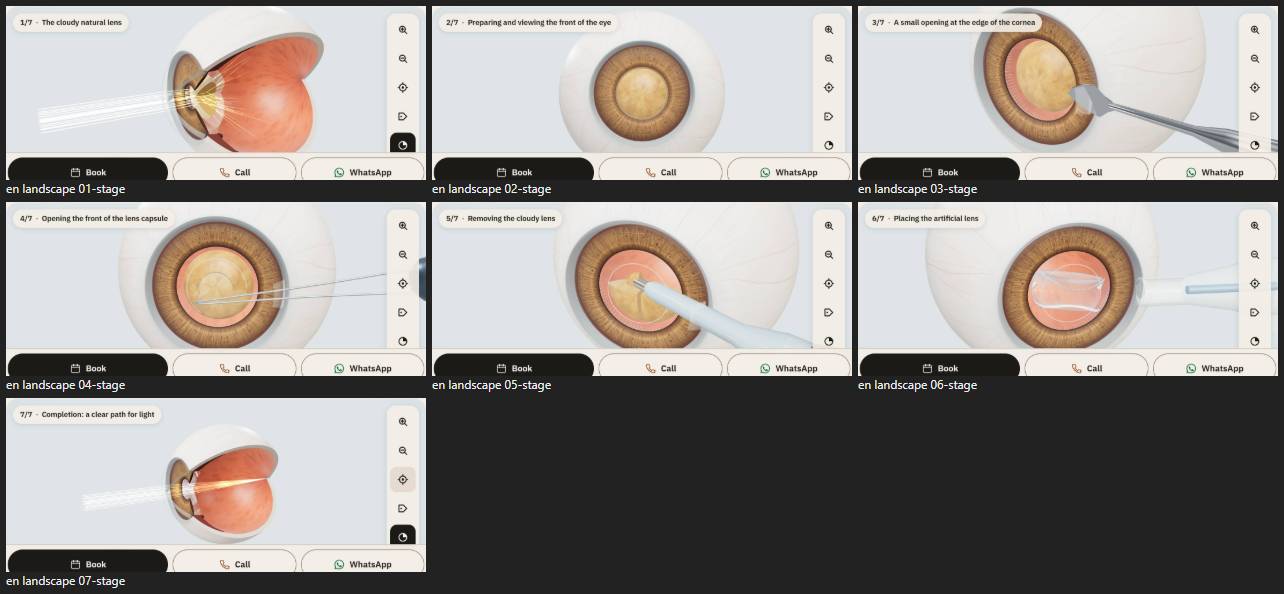 1/7 · The cloudy natural lens
Book
Call
WhatsApp
en landscape 01-stage
2/7 · Preparing and viewing the front of the eye
Book
Call
WhatsApp
en landscape 02-stage
3/7 · A small opening at the edge of the cornea
Book
Call
WhatsApp
en landscape 03-stage
4/7 · Opening the front of the lens capsule
Book
Call
WhatsApp
en landscape 04-stage
5/7 · Removing the cloudy lens
Book
Call
WhatsApp
en landscape 05-stage
6/7 · Placing the artificial lens
Book
Call
WhatsApp
en landscape 06-stage
7/7 · Completion: a clear path for light
Book
Call
WhatsApp
en landscape 07-stage